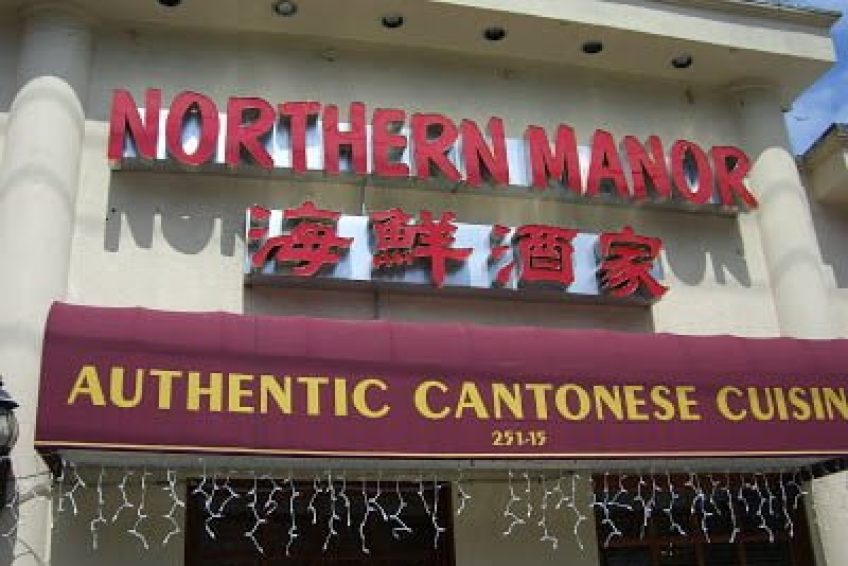 NORTHERN MANOR
海鮮酒家
AUTHENTIC CANTONESE CUISIN
251-15